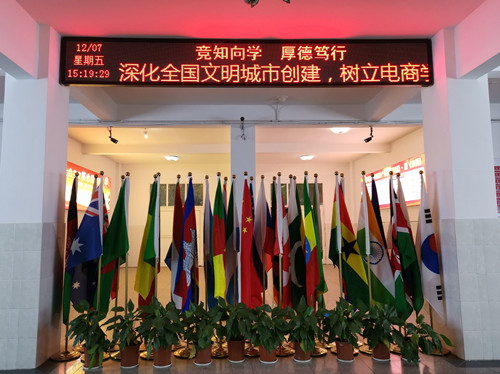 12/07
星期五
15:19:29
竞知向学 厚德笃行
深化全国文明城市创建，树立电商